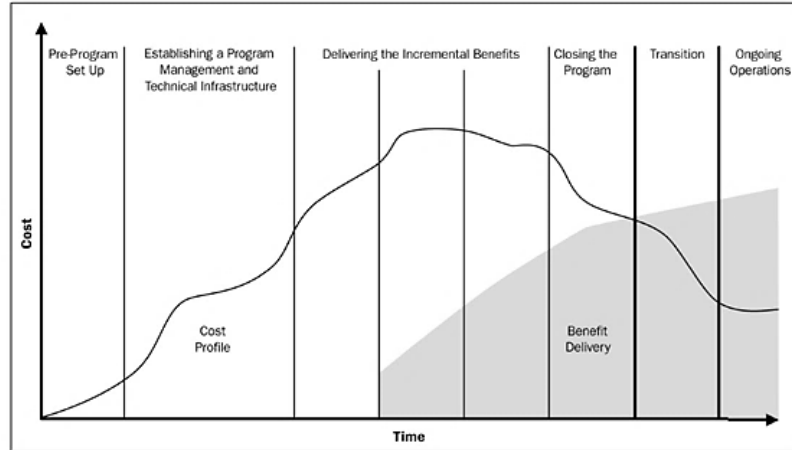 Pre-Program
Set Up
Establishing a Program
Management and
Technical Infrastructure
Delivering the Incremental Benefits
Closing the
Program
Transition
Ongoing
Operations
Cost
Cost
Profile
Benefit
Delivery
Time